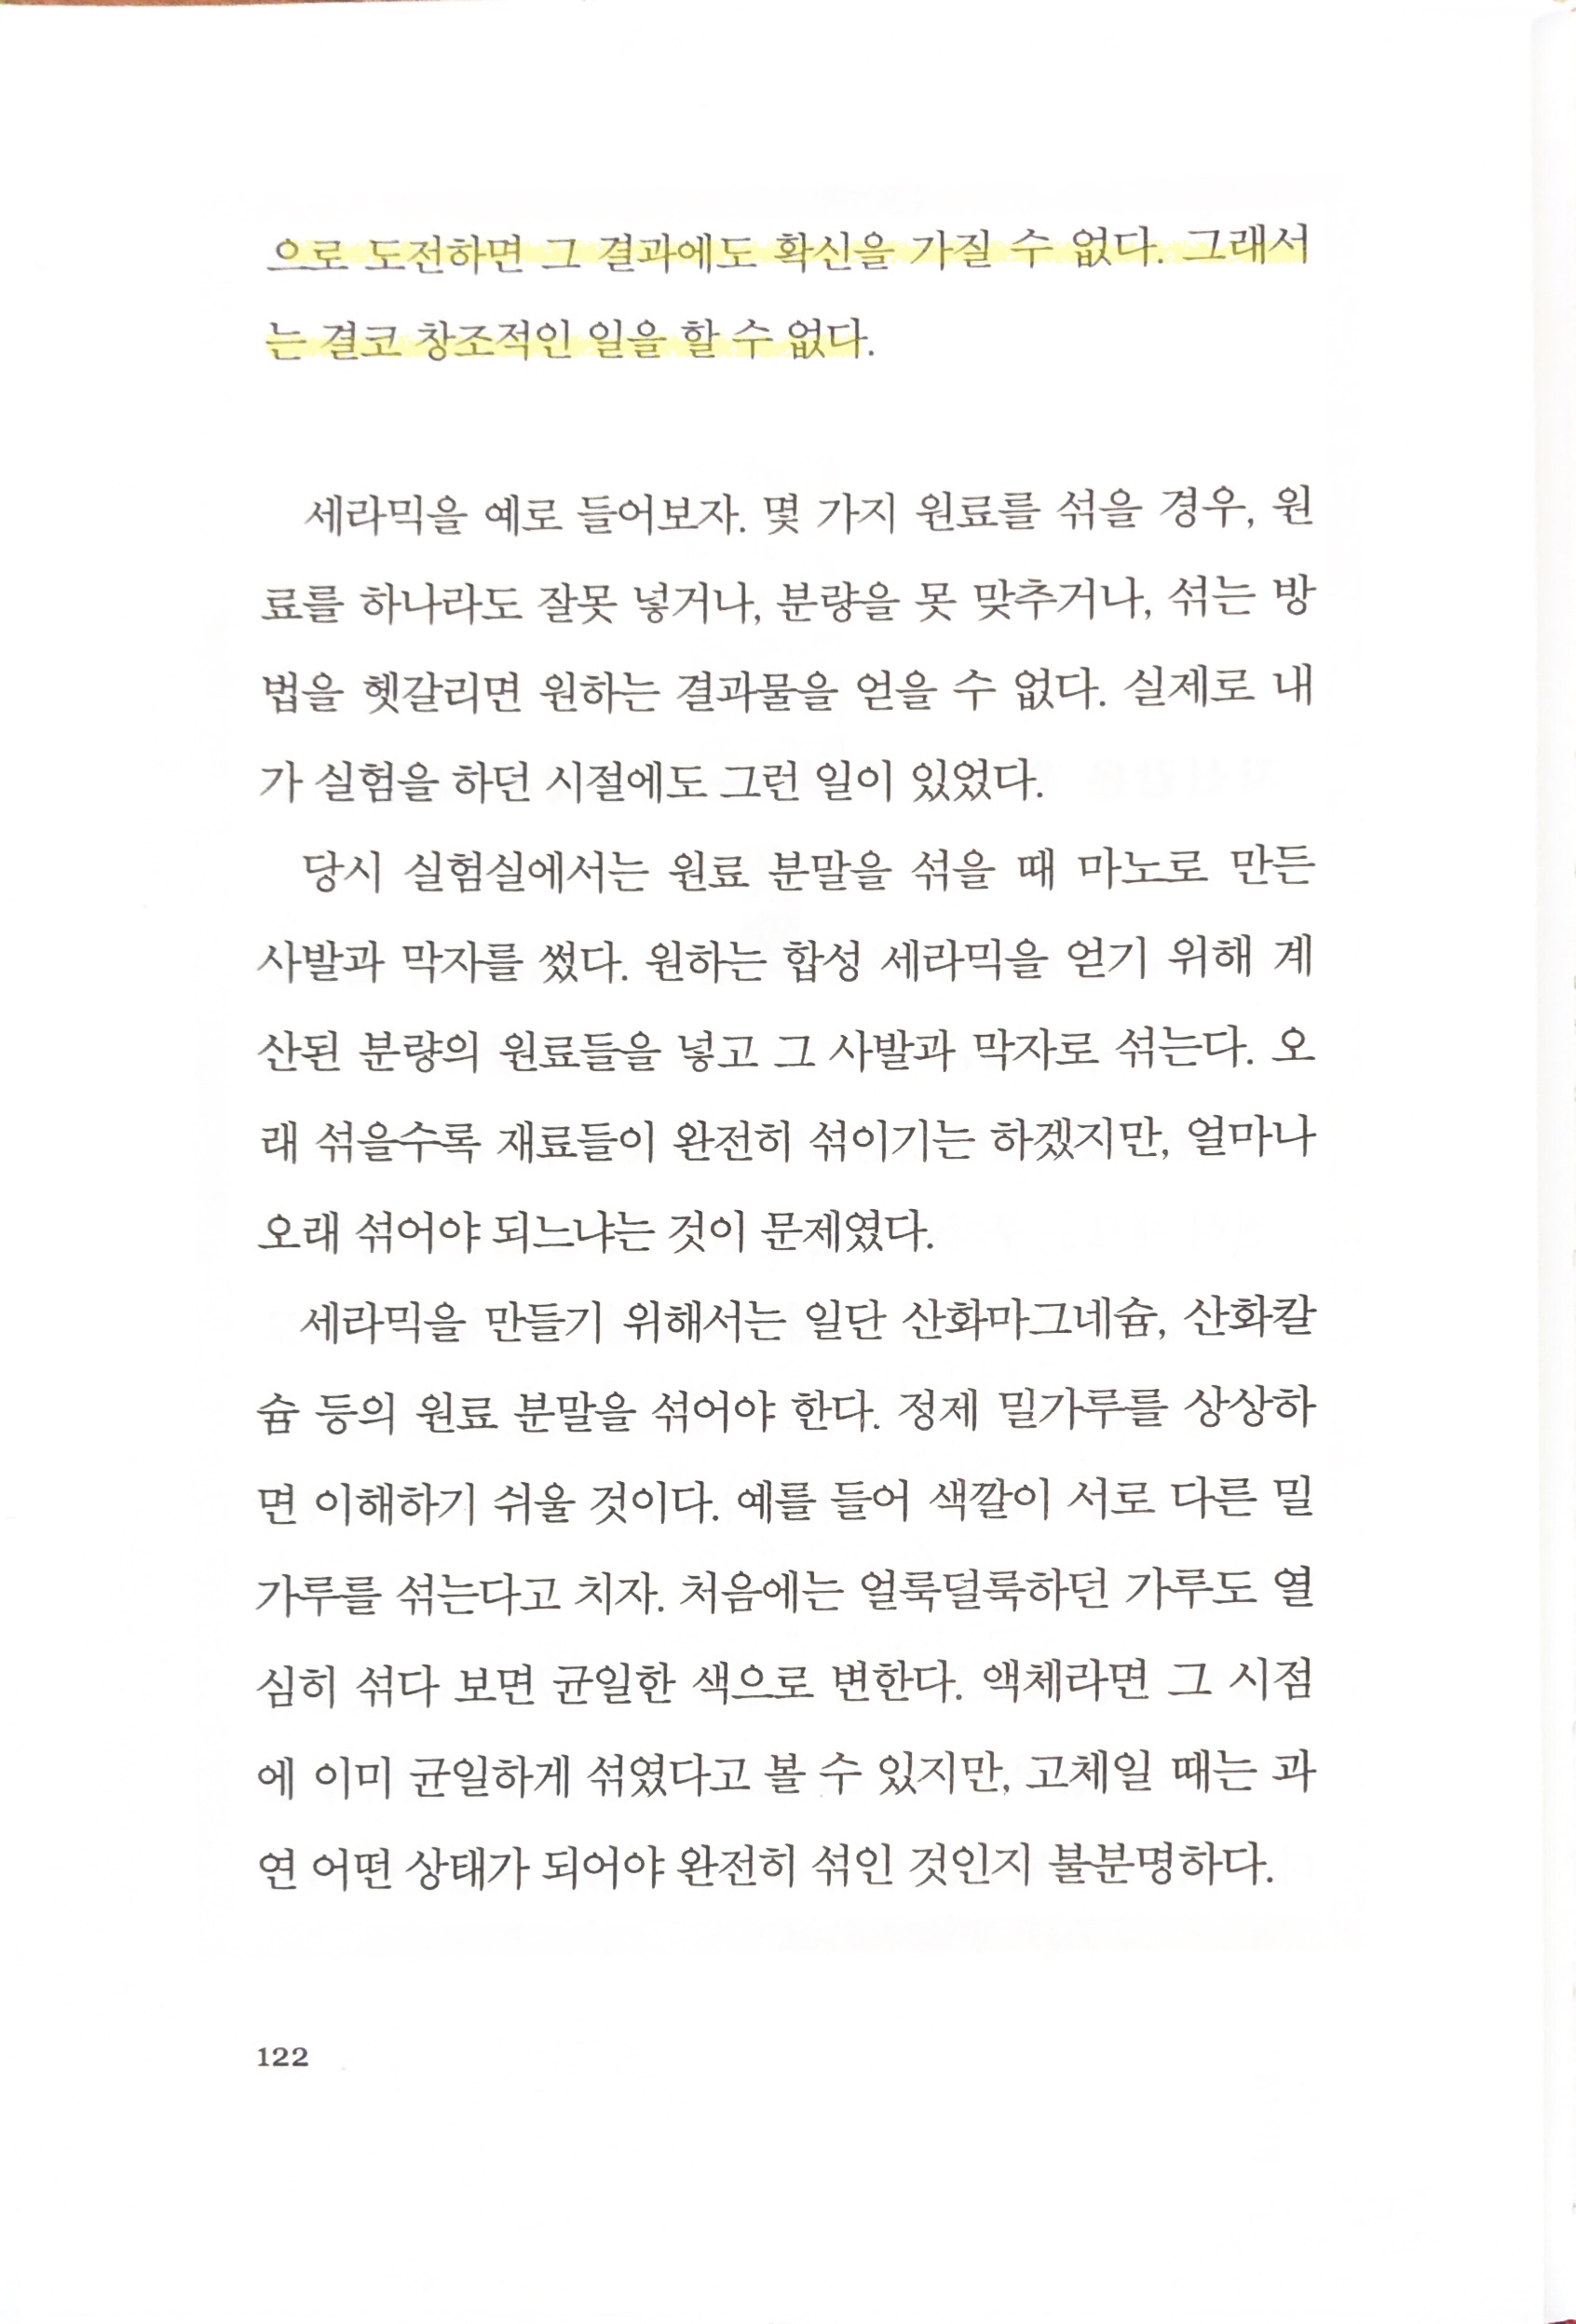 으로 도전하면 그 결과에도 확신을 가질 수 없다. 그래서
는 결코 창조적인 일을 할 수 없다.
세라믹을 예로 들어보자. 몇 가지 원료를 섞을 경우, 원
료를 하나라도 잘못 넣거나, 분량을 못 맞추거나, 섞는 방
법을 헷갈리면 원하는 결과물을 얻을 수 없다. 실제로 내
가 실험을 하던 시절에도 그런 일이 있었다.
당시 실험실에서는 원료 분말을 섞을 때 마노로 만든
사발과 막자를 썼다. 원하는 합성 세라믹을 얻기 위해 계
산된 분량의 원료들을 넣고 그 사발과 막자로 섞는다. 오
래 섞을수록 재료들이 완전히 섞이기는 하겠지만, 얼마나
오래 섞어야 되느냐는 것이 문제였다.
세라믹을 만들기 위해서는 일단 산화마그네슘, 산화칼
슘 등의 원료 분말을 섞어야 한다. 정제 밀가루를 상상하
면 이해하기 쉬울 것이다. 예를 들어 색깔이 서로 다른 밀
가루를 섞는다고 치자. 처음에는 얼룩덜룩하던 가루도 열
심히 섞다 보면 균일한 색으로 변한다. 액체라면 그 시점
에 이미 균일하게 섞였다고 볼 수 있지만, 고체일 때는 과
연 어떤 상태가 되어야 완전히 섞인 것인지 불분명하다.
122